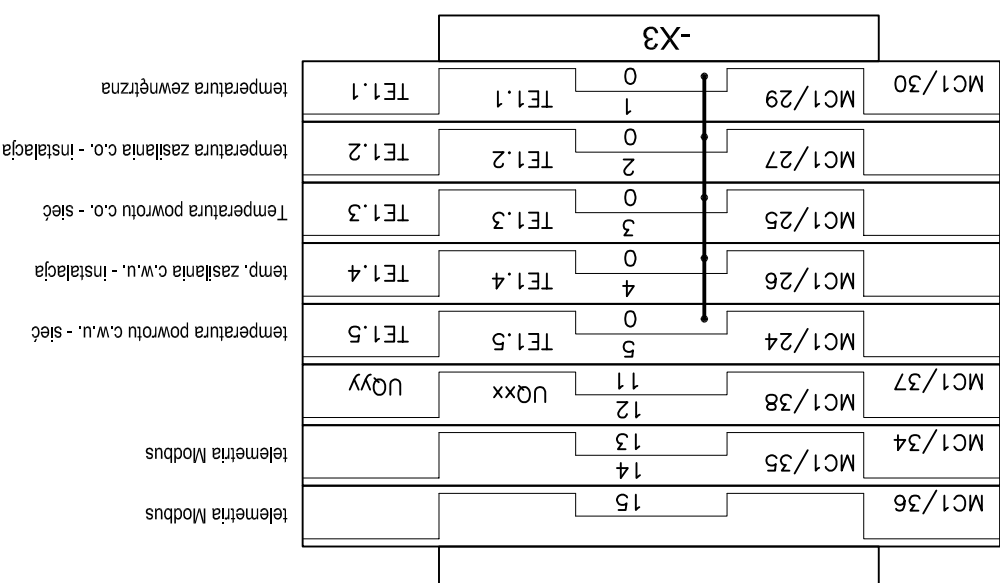 MC1/36 15 telemetria Modbus
MC1/34 MC1/35 14 13 telemetria Modbus
MC1/37 MC1/38 12 11 UQxx UQyy
MC1/24 5 0 TE1.5 TE1.5 temperatura powrotu c.w.u. - sieć
MC1/26 4 0 TE1.4 TE1.4 temp. zasilania c.w.u. - instalacja
MC1/25 3 0 TE1.3 TE1.3 Temperatura powrotu c.o. - sieć
MC1/27 2 0 TE1.2 TE1.2 temperatura zasilania c.o. - instalacja
MC1/30 MC1/29 1 0 TE1.1 TE1.1 temperatura zewnętrzna
-X3